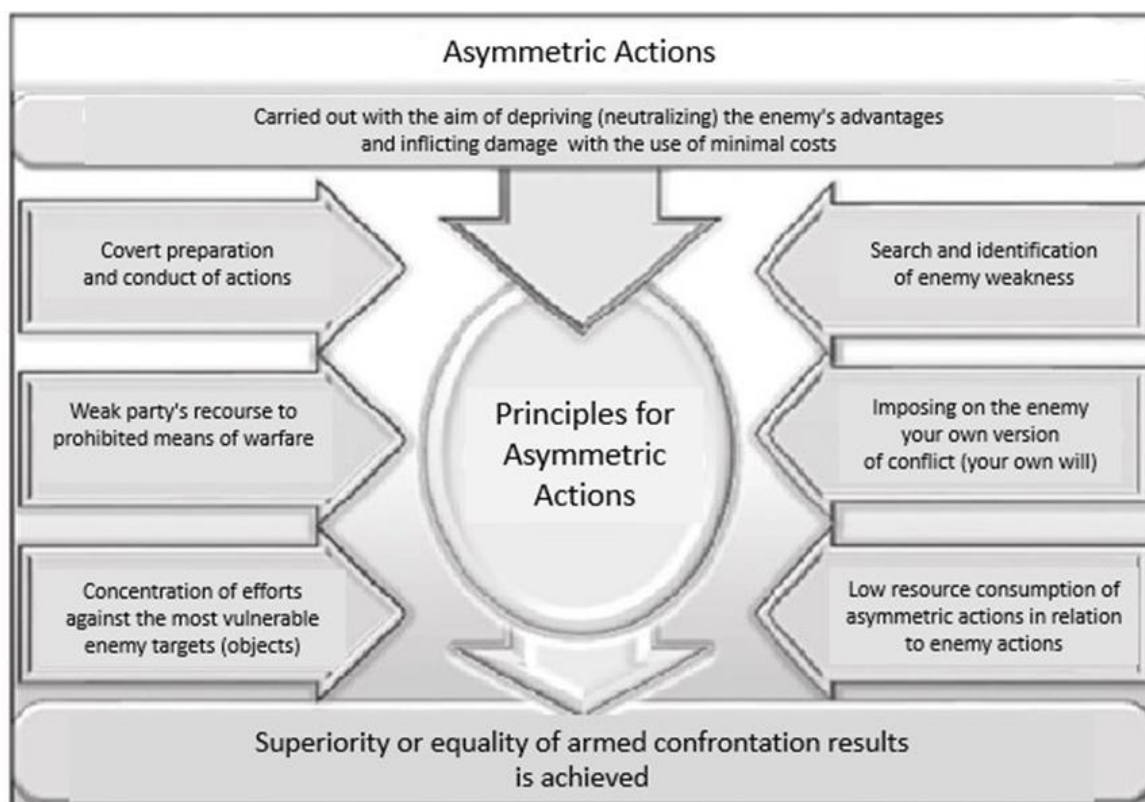 Asymmetric Actions
Carried out with the aim of depriving (neutralizing) the enemy's advantages
and inflicting damage with the use of minimal costs
Covert preparation
and conduct of actions
Weak party's recourse to
prohibited means of warfare
Concentration of efforts
against the most vulnerable
enemy targets (objects)
Principles for
Asymmetric
Actions
Search and identification
of enemy weakness
Imposing on the enemy
your own version
of conflict (your own will)
Low resource consumption of
asymmetric actions in relation
to enemy actions
Superiority or equality of armed confrontation results
is achieved